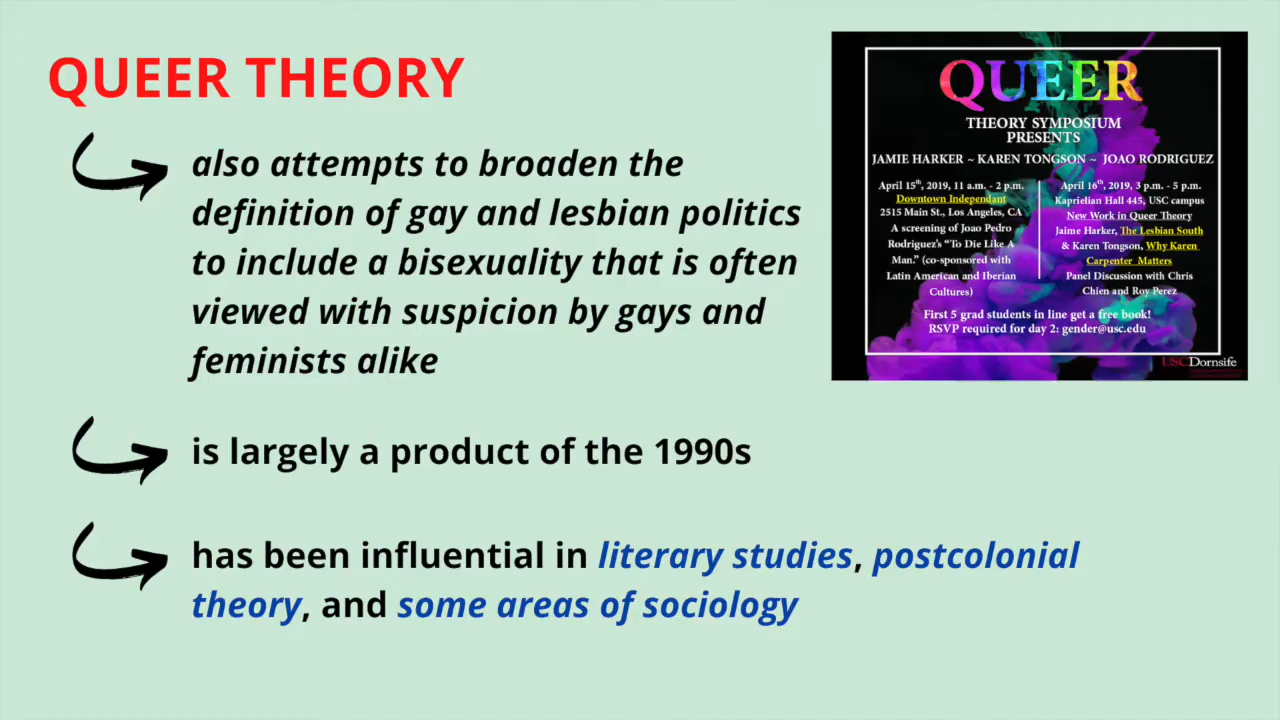 QUEER THEORY
also attempts to broaden the
definition of gay and lesbian politics
to include a bisexuality that is often
viewed with suspicion by gays and
feminists alike
is largely a product of the 1990s
has been influential in literary studies, postcolonial
theory, and some areas of sociology
QUEER
THEORY SYMPOSIUM
PRESENTS
JAMIE HARKER ~ KAREN TONGSON ~ JOAO RODRIGUEZ
April 15th, 2019, 11 a.m. - 2 p.m.
Downtown Independant
2515 Main St., Los Angeles, CA
A screening of Joao Pedro
Rodriguez's "To Die Like A
Man." (co-sponsored with
Latin American and Iberian
Cultures)
April 16th, 2019, 3 p.m. - 5 p.m.
Kaprielian Hall 445, USC campus
New Work in Queer Theory
Jaime Harker, The Lesbian South
& Karen Tongson, Why Karen
Carpenter Matters
Panel Discussion with Chris
Chien and Roy Perez
First 5 grad students in line get a free book!
RSVP required for day 2: gender@usc.edu
USC Dornsife